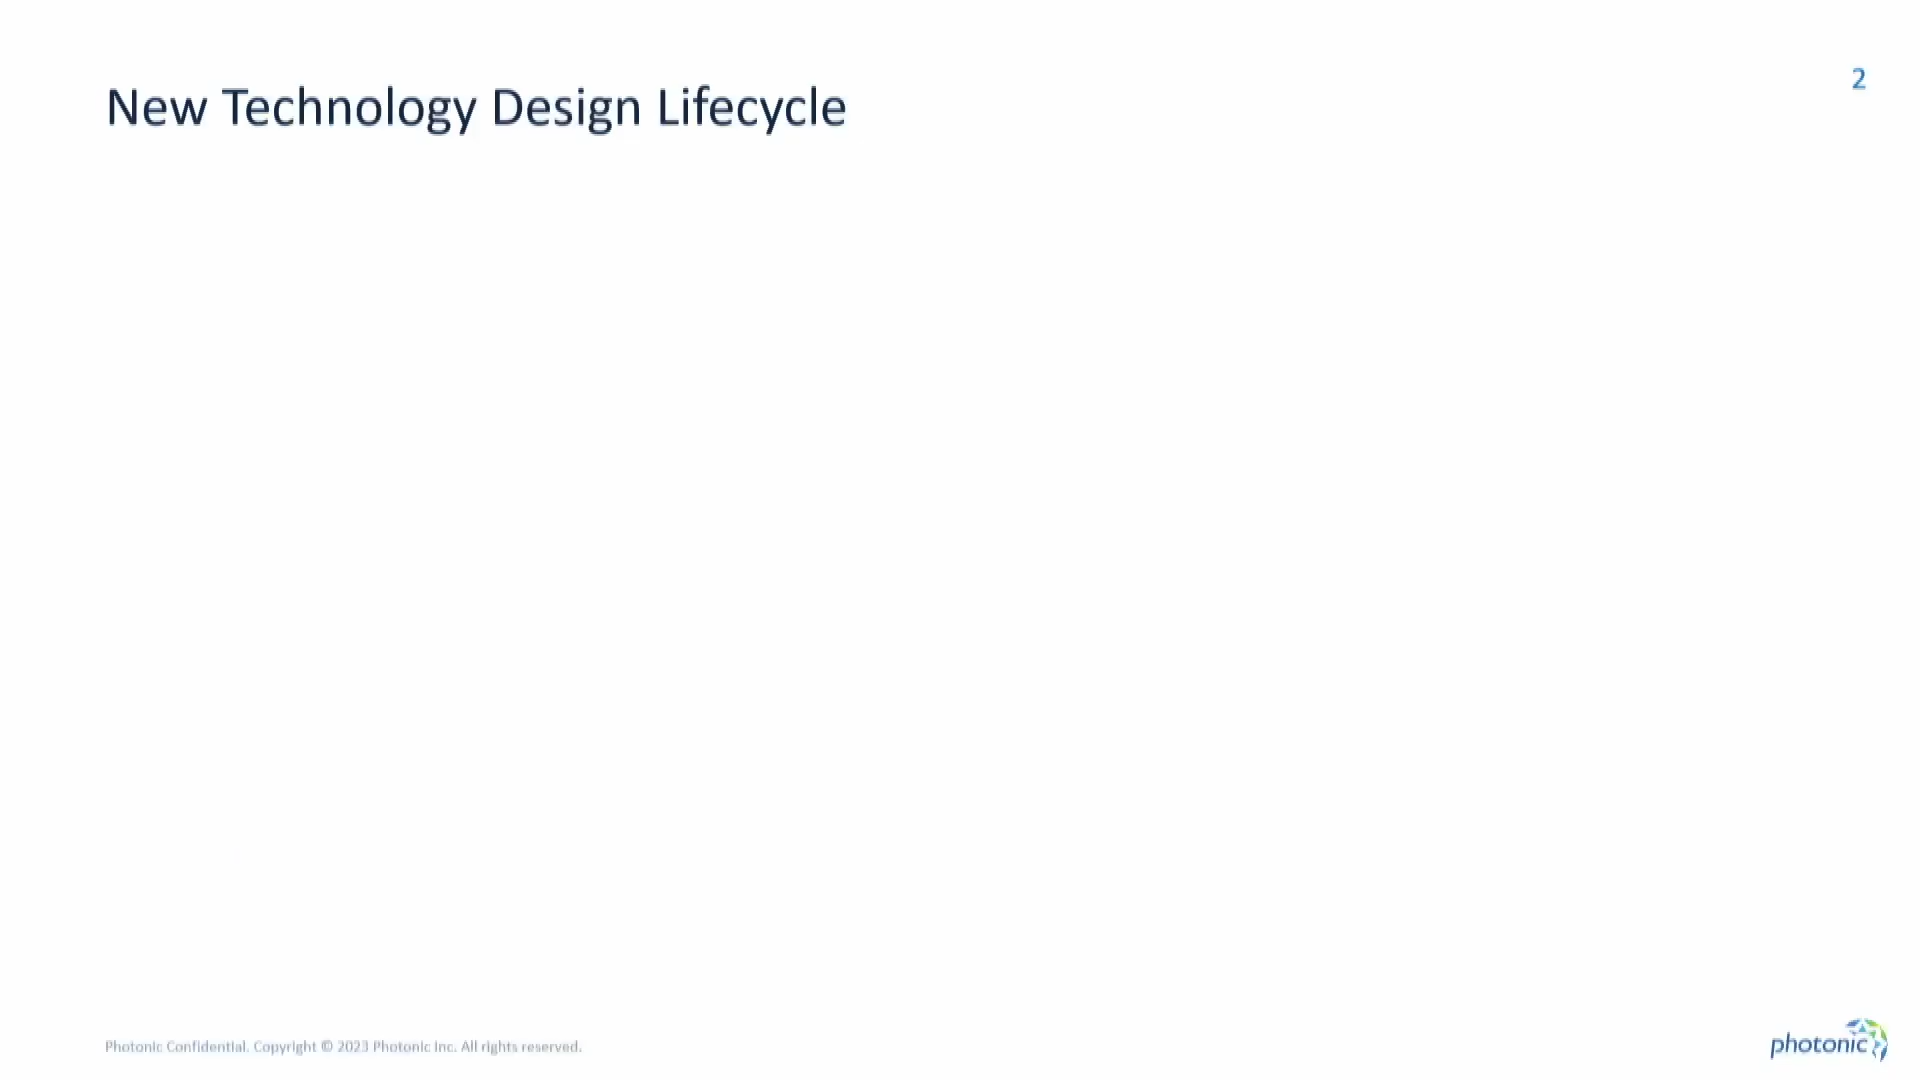 New Technology Design Lifecycle
2
Photonic Confidential. Copyright © 2023 Photonic Inc. All rights reserved.
photonic